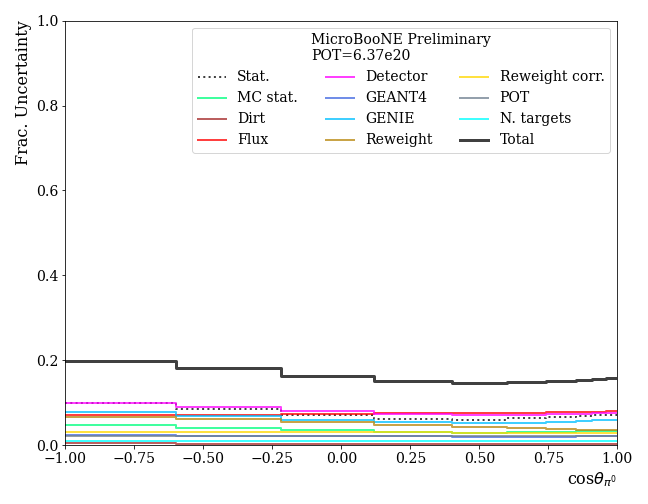 MicroBooNE Preliminary
POT=6.37e20
Stat. Detector Reweight corr.
MC stat. GEANT4 POT
Dirt GENIE N. targets
Flux Reweight Total
Frac. Uncertainty
1.0
0.8
0.6
0.4
0.2
0.0
−1.00 −0.75 −0.50 −0.25 0.00 0.25 0.50 0.75 1.00
cosθπ⁰